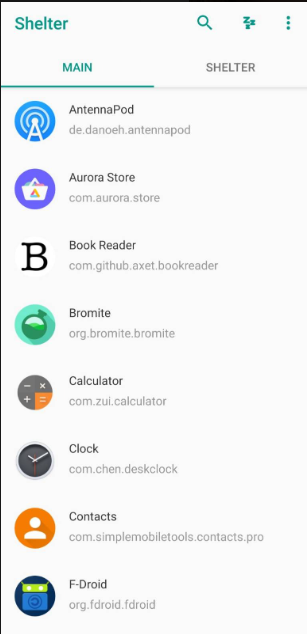 Shelter
MAIN
SHELTER
AntennaPod
de.danoeh.antennapod
Aurora Store
com.aurora.store
B
Book Reader
com.github.axet.bookreader
Bromite
org.bromite.bromite
Calculator
com.zui.calculator
Clock
com.chen.deskclock
Contacts
com.simplemobiletools.contacts.pro
F-Droid
org.fdroid.fdroid